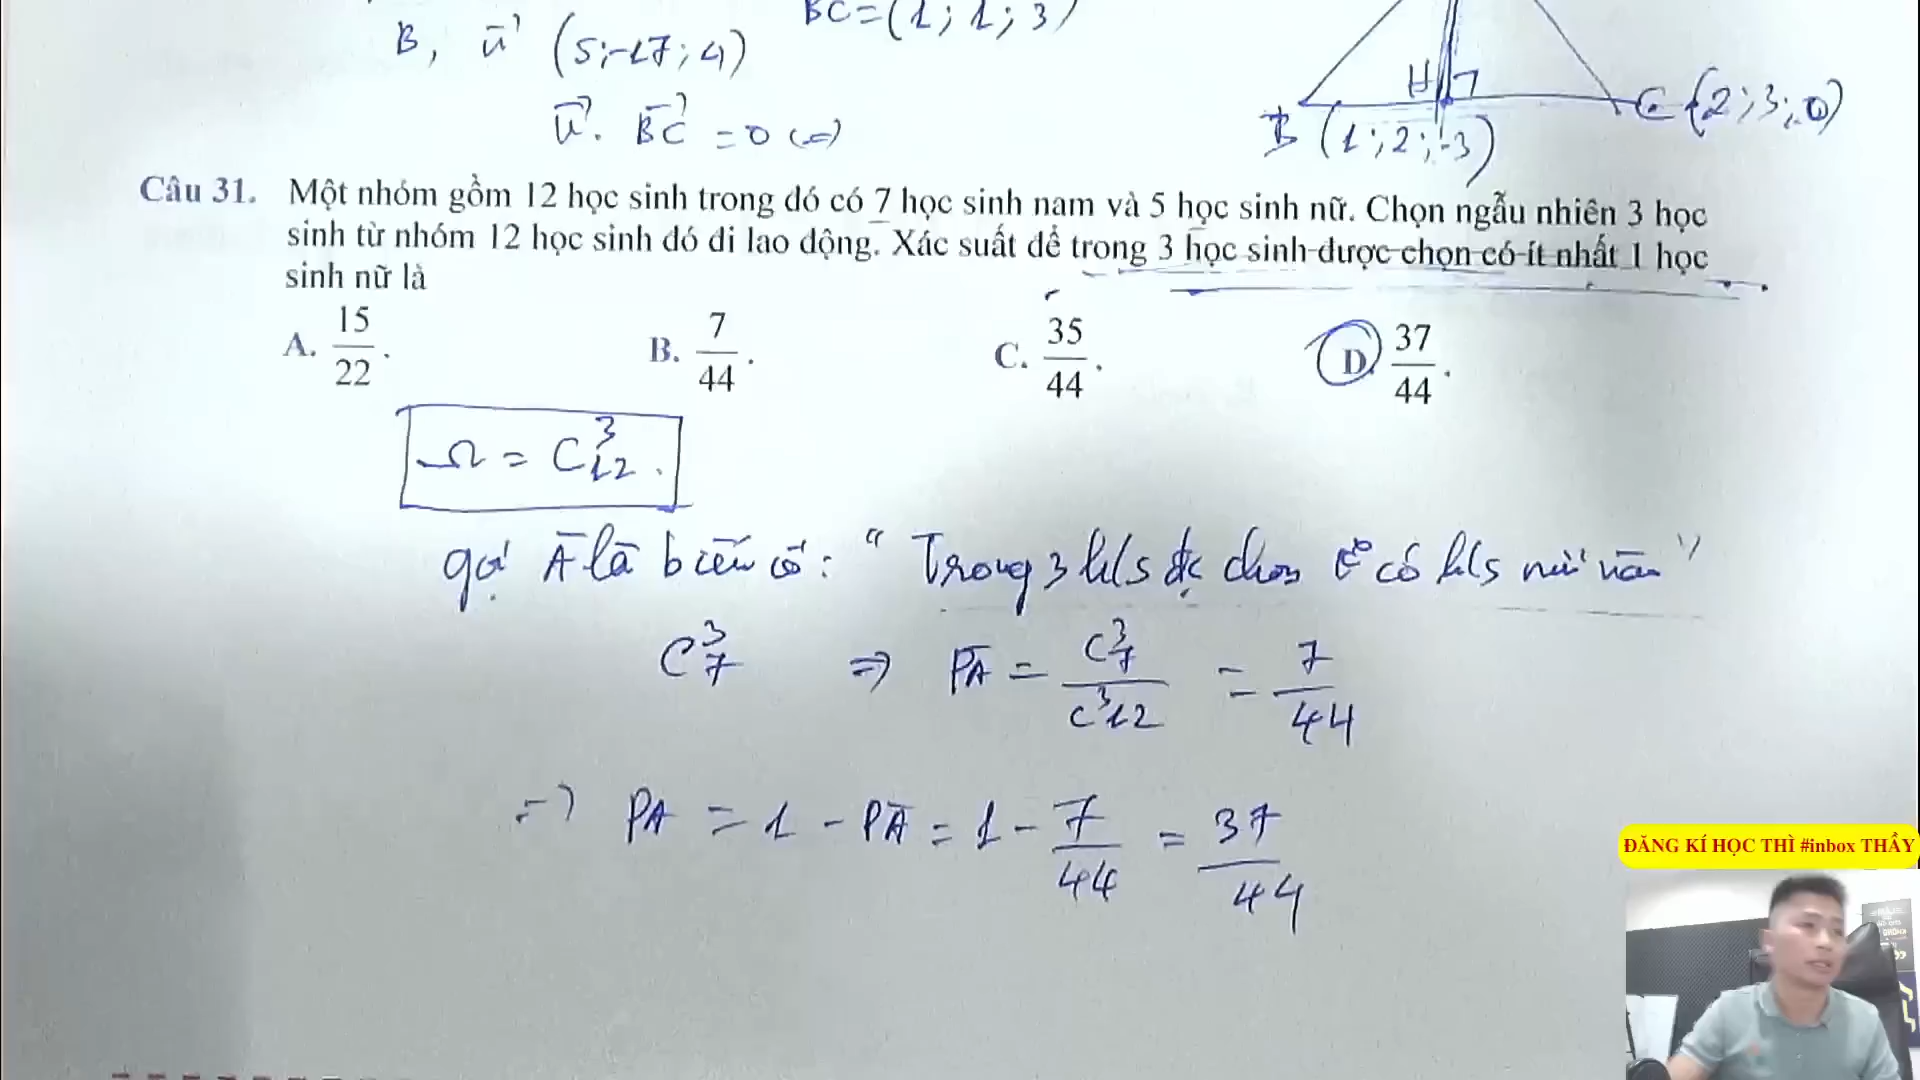 BC = (1; 1; 3)
B, u (5; -17; 4)
u. BC = 0 (=)
H
B (1; 2; -3)
C (2; 3; 0)
Câu 31. Một nhóm gồm 12 học sinh trong đó có 7 học sinh nam và 5 học sinh nữ. Chọn ngẫu nhiên 3 học
sinh từ nhóm 12 học sinh đó đi lao động. Xác suất để trong 3 học sinh được chọn có ít nhất 1 học
sinh nữ là
A. 15/22. B. 7/44. C. 35/44. D. 37/44.
Ω = C³₁₂.
gọi Ā là biến cố: "Trong 3 h/s đc chọn có h/s nữ nào"
C³₇ => PĀ = C³₇/C³₁₂ = 7/44
=> PA = 1 - PĀ = 1 - 7/44 = 37/44
ĐĂNG KÍ HỌC THÌ #inbox THẦY